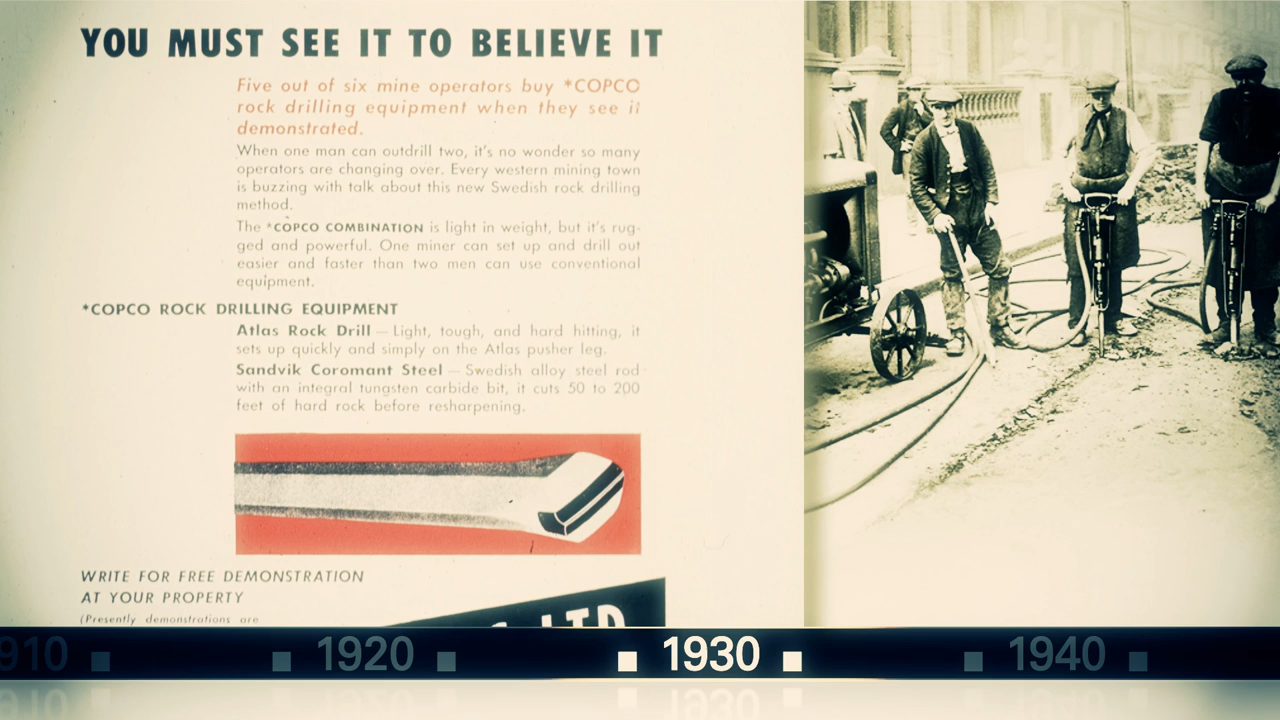 YOU MUST SEE IT TO BELIEVE IT
Five out of six mine operators buy *COPCO
rock drilling equipment when they see it
demonstrated.
When one man can outdrill two, it's no wonder so many
operators are changing over. Every western mining town
is buzzing with talk about this new Swedish rock drilling
method.
The *COPCO COMBINATION is light in weight, but it's rug-
ged and powerful. One miner can set up and drill out
easier and faster than two men can use conventional
equipment.
*COPCO ROCK DRILLING EQUIPMENT
Atlas Rock Drill — Light, tough, and hard hitting, it
sets up quickly and simply on the Atlas pusher leg.
Sandvik Coromant Steel — Swedish alloy steel rod
with an integral tungsten carbide bit, it cuts 50 to 200
feet of hard rock before resharpening.
WRITE FOR FREE DEMONSTRATION
AT YOUR PROPERTY
(Presently demonstrations are
LTD
910 1920 1930 1940